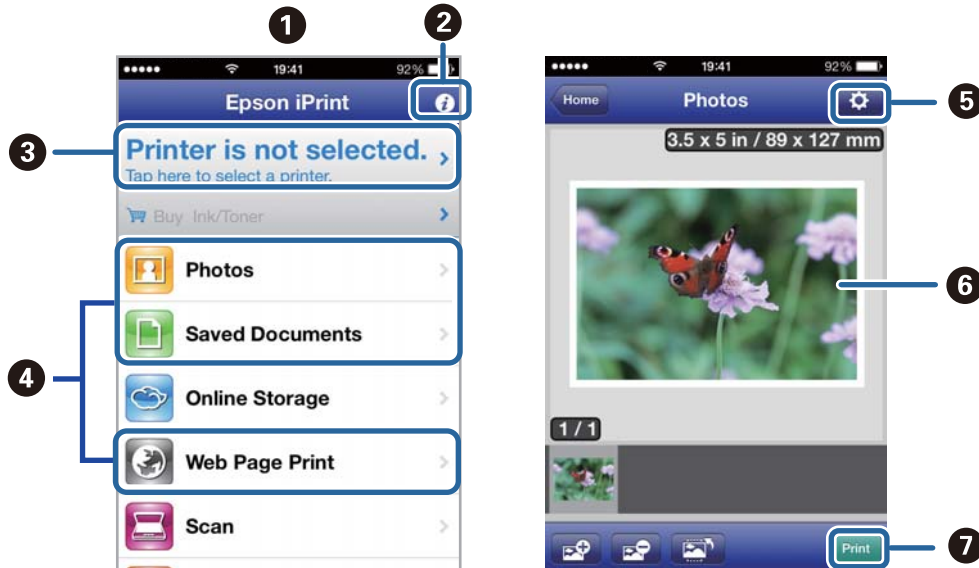 1
2
19:41
92%
Epson iPrint
3
Printer is not selected.
Tap here to select a printer.
Buy Ink/Toner
Photos
Saved Documents
4
Online Storage
Web Page Print
Scan
19:41
92%
Home
Photos
5
3.5 x 5 in / 89 x 127 mm
6
1 / 1
Print
7